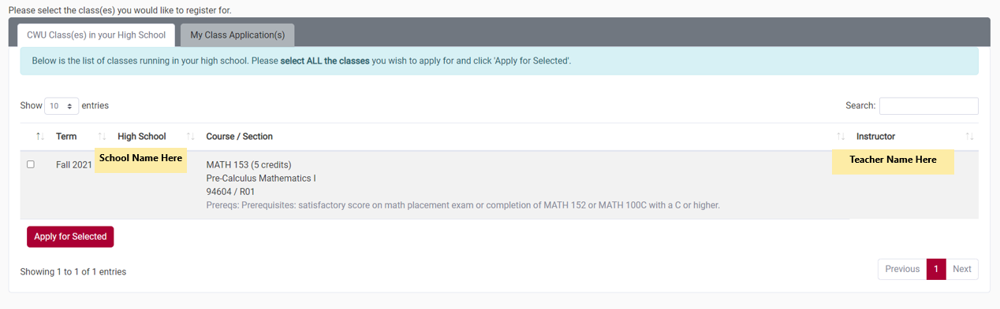 Please select the class(es) you would like to register for.
CWU Class(es) in your High School
My Class Application(s)
Below is the list of classes running in your high school. Please select ALL the classes you wish to apply for and click 'Apply for Selected'.
Show 10 entries
Search:
Term High School Course / Section Instructor
Fall 2021 School Name Here MATH 153 (5 credits) Teacher Name Here
Pre-Calculus Mathematics I
94604 / R01
Prereqs: Prerequisites: satisfactory score on math placement exam or completion of MATH 152 or MATH 100C with a C or higher.
Apply for Selected
Showing 1 to 1 of 1 entries
Previous 1 Next